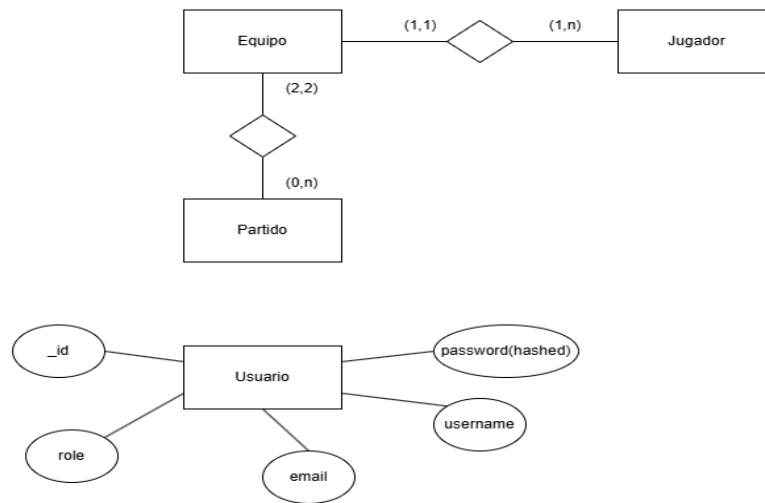 Equipo
(1,1)
(1,n)
Jugador
(2,2)
(0,n)
Partido
_id
Usuario
password(hashed)
username
role
email